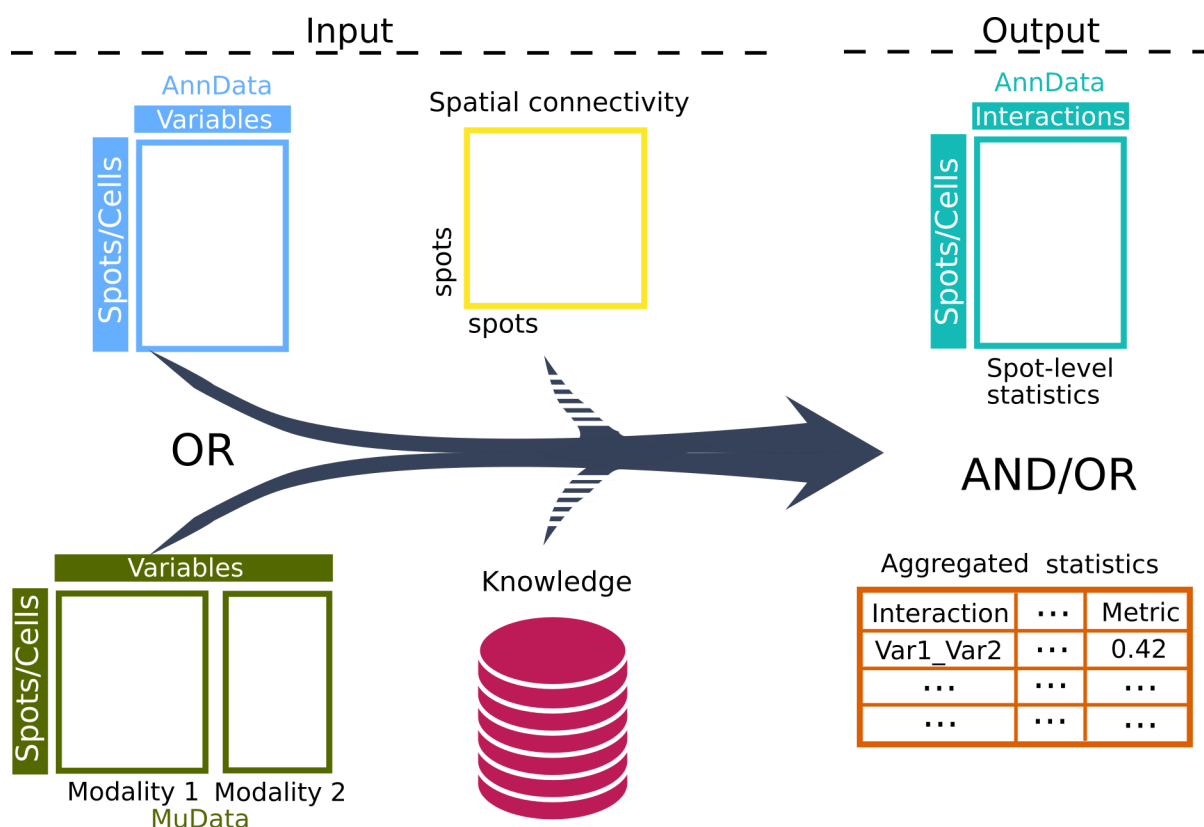 Input
AnnData
Variables
Spots/Cells
Spatial connectivity
spots
spots
OR
Variables
Spots/Cells
Modality 1 Modality 2
MuData
Knowledge
Output
AnnData
Interactions
Spots/Cells
Spot-level
statistics
AND/OR
Aggregated statistics
Interaction ... Metric
Var1_Var2 ... 0.42
... ... ...
... ... ...